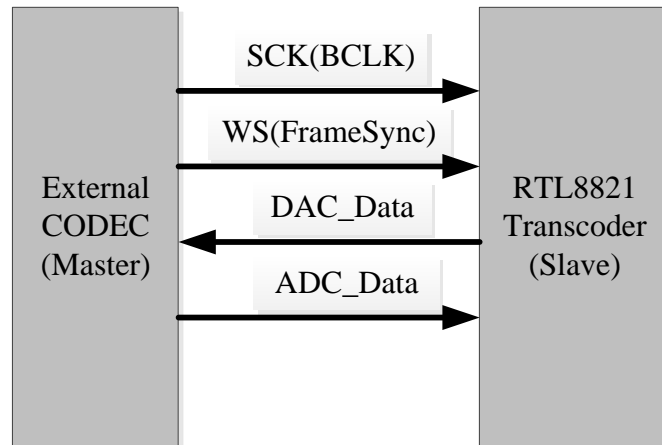 SCK(BCLK)
WS(FrameSync)
External
CODEC
(Master)
DAC_Data
ADC_Data
RTL8821
Transcoder
(Slave)